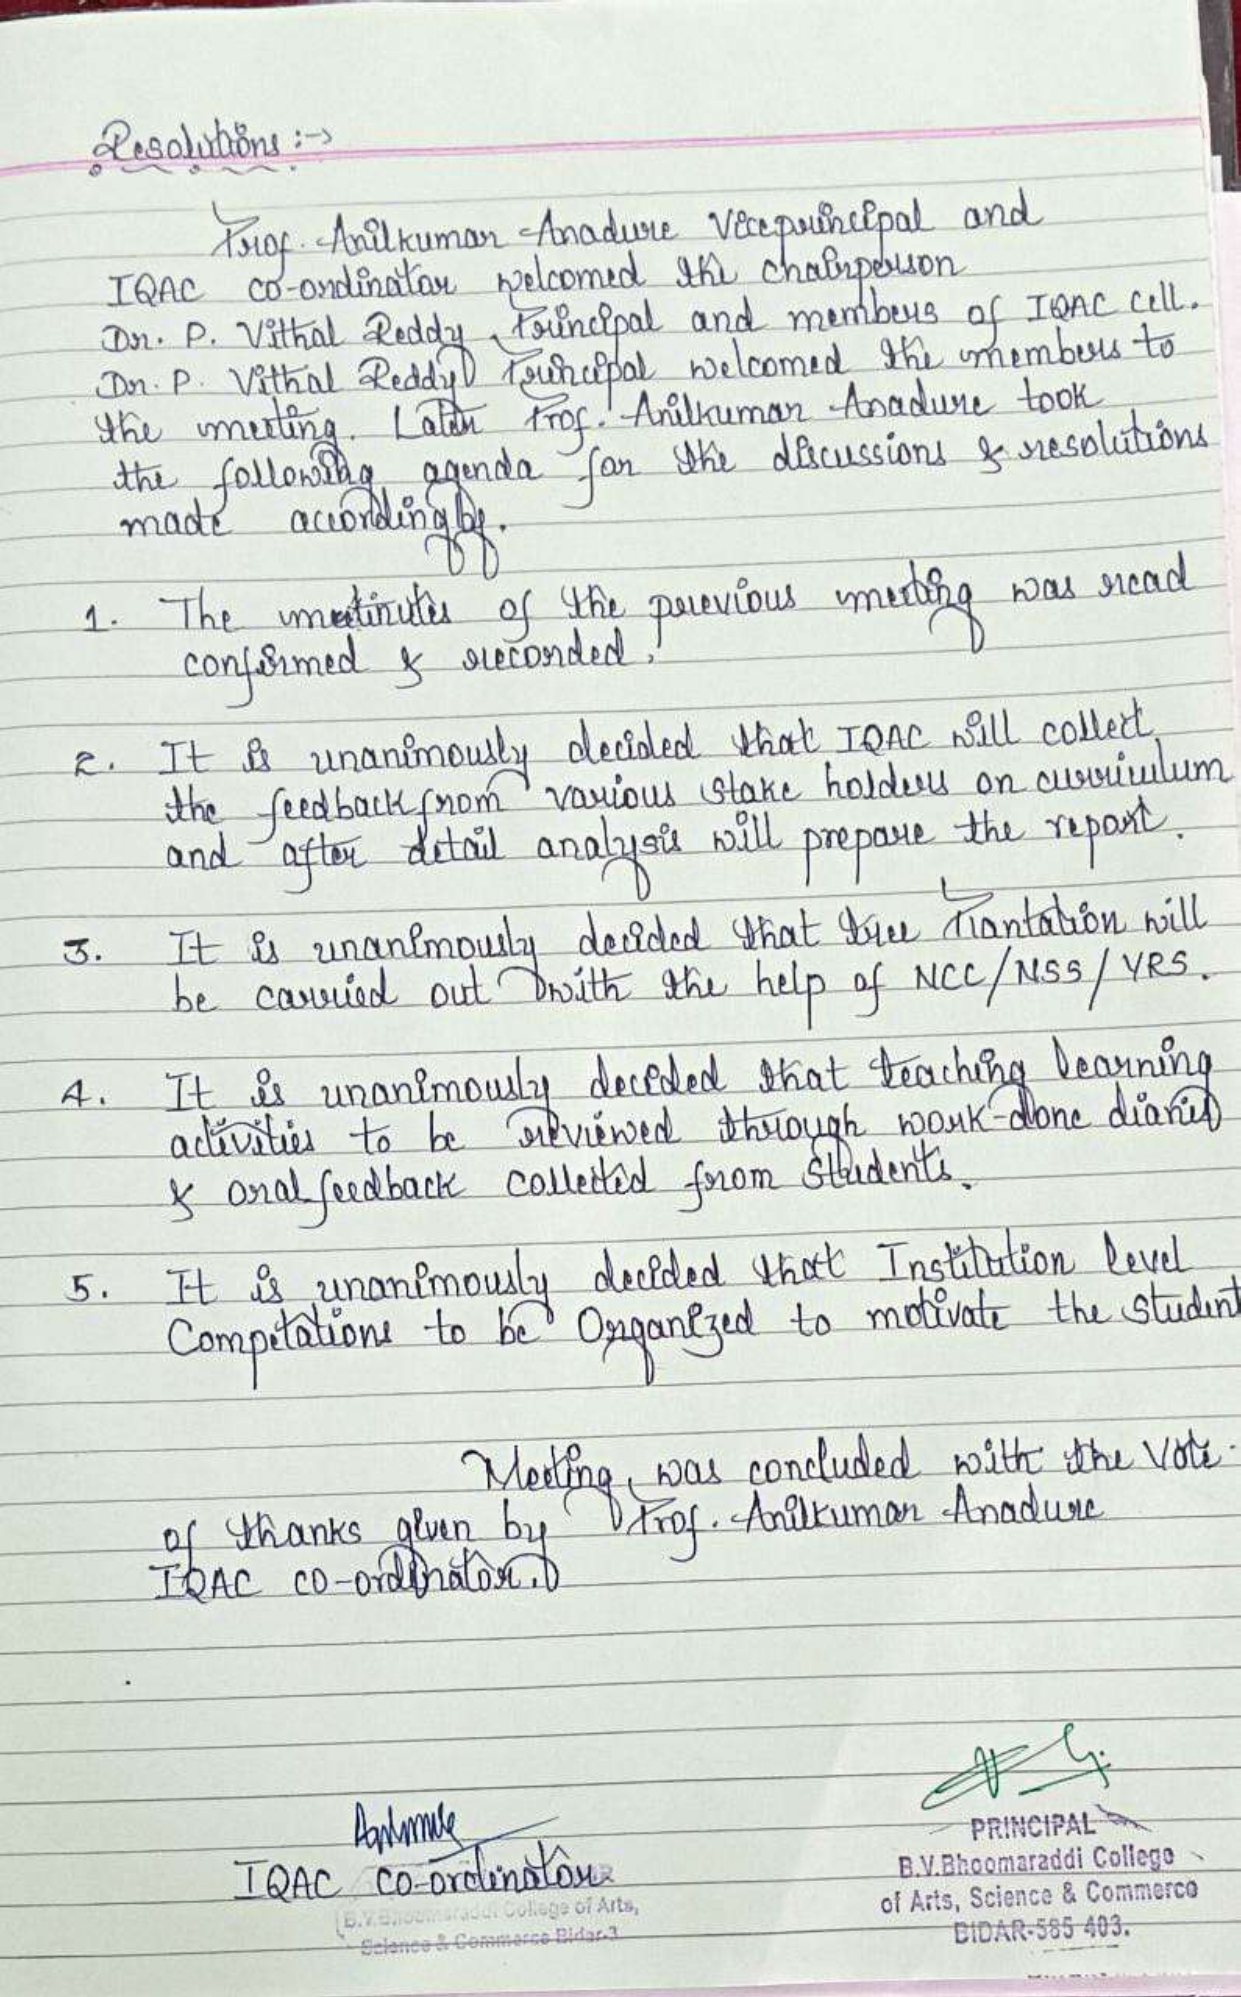 Resolutions :->
Prof. Anilkumar Anadure Viceprincipal and
IQAC co-ordinator welcomed the chairperson
Dr. P. Vithal Reddy, Principal and members of IQAC cell.
Dr. P. Vithal Reddy Principal welcomed the members to
the meeting. Later Prof. Anilkumar Anadure took
the following agenda for the discussions & resolutions
made accordingly.
1. The of the previous meeting was read
confirmed & recorded.
2. It is unanimously decided that IQAC will collect
the feedback from various stake holders on curriculum
and after detail analysis will prepare the report.
3. It is unanimously decided that tree Plantation will
be carried out with the help of NCC/NSS/YRS.
4. It is unanimously decided that teaching learning
activities to be reviewed through work-done diaries
& oral feedback collected from students.
5. It is unanimously decided that Institution level
Competations to be Organized to motivate the student
Meeting was concluded with the Vote
of thanks given by Prof. Anilkumar Anadure
IQAC co-ordinator.
IQAC co-ordinator
B.V.Bhoomaraddi College of Arts,
Science & Commerce Bidar-3
PRINCIPAL
B.V.Bhoomaraddi College
of Arts, Science & Commerce
BIDAR-585 403.